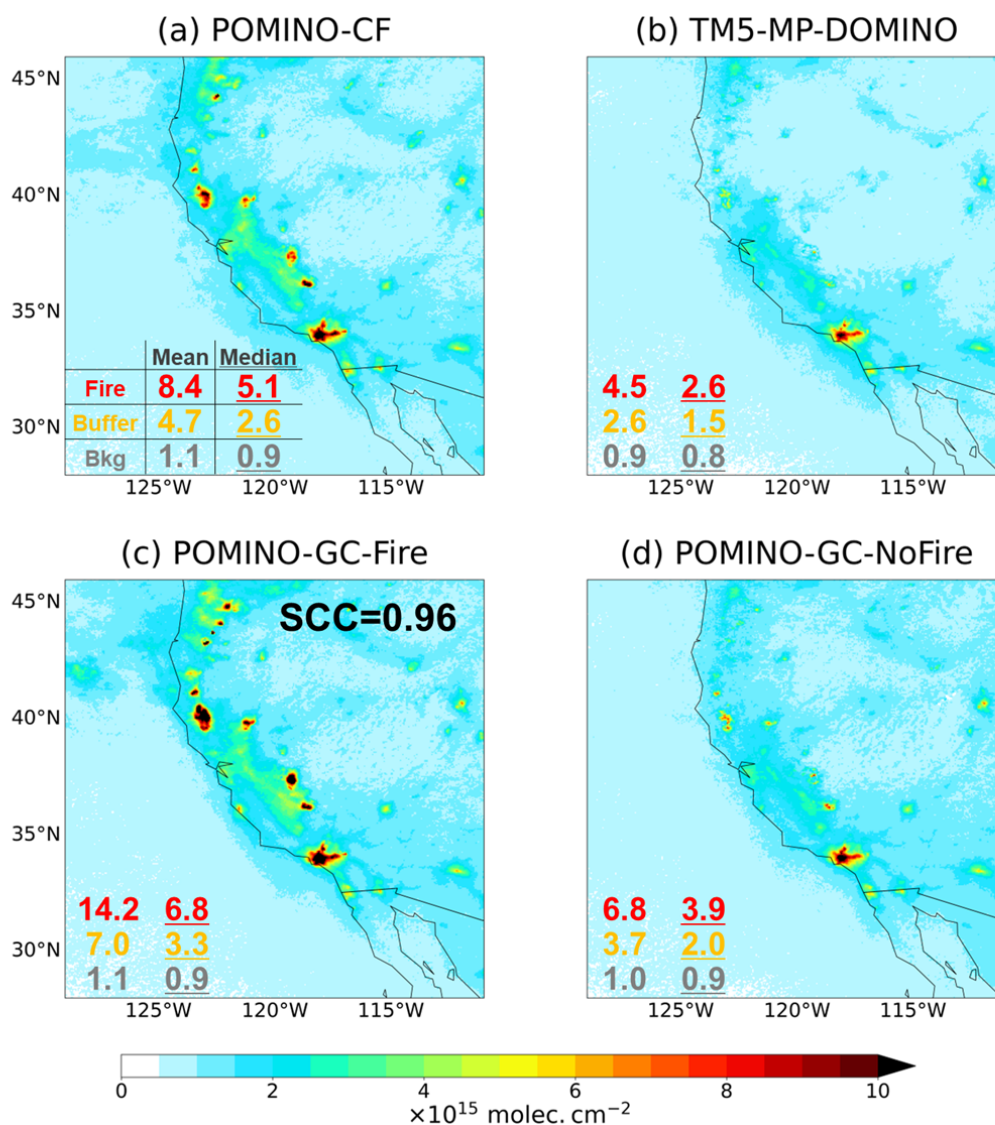 (a) POMINO-CF
(b) TM5-MP-DOMINO
45°N
40°N
35°N
30°N
Mean Median
Fire 8.4 5.1
Buffer 4.7 2.6
Bkg 1.1 0.9
4.5 2.6
2.6 1.5
0.9 0.8
125°W 120°W 115°W
125°W 120°W 115°W
(c) POMINO-GC-Fire
(d) POMINO-GC-NoFire
SCC=0.96
45°N
40°N
35°N
30°N
14.2 6.8
7.0 3.3
1.1 0.9
6.8 3.9
3.7 2.0
1.0 0.9
125°W 120°W 115°W
125°W 120°W 115°W
0 2 4 6 8 10
×10¹⁵ molec. cm⁻²